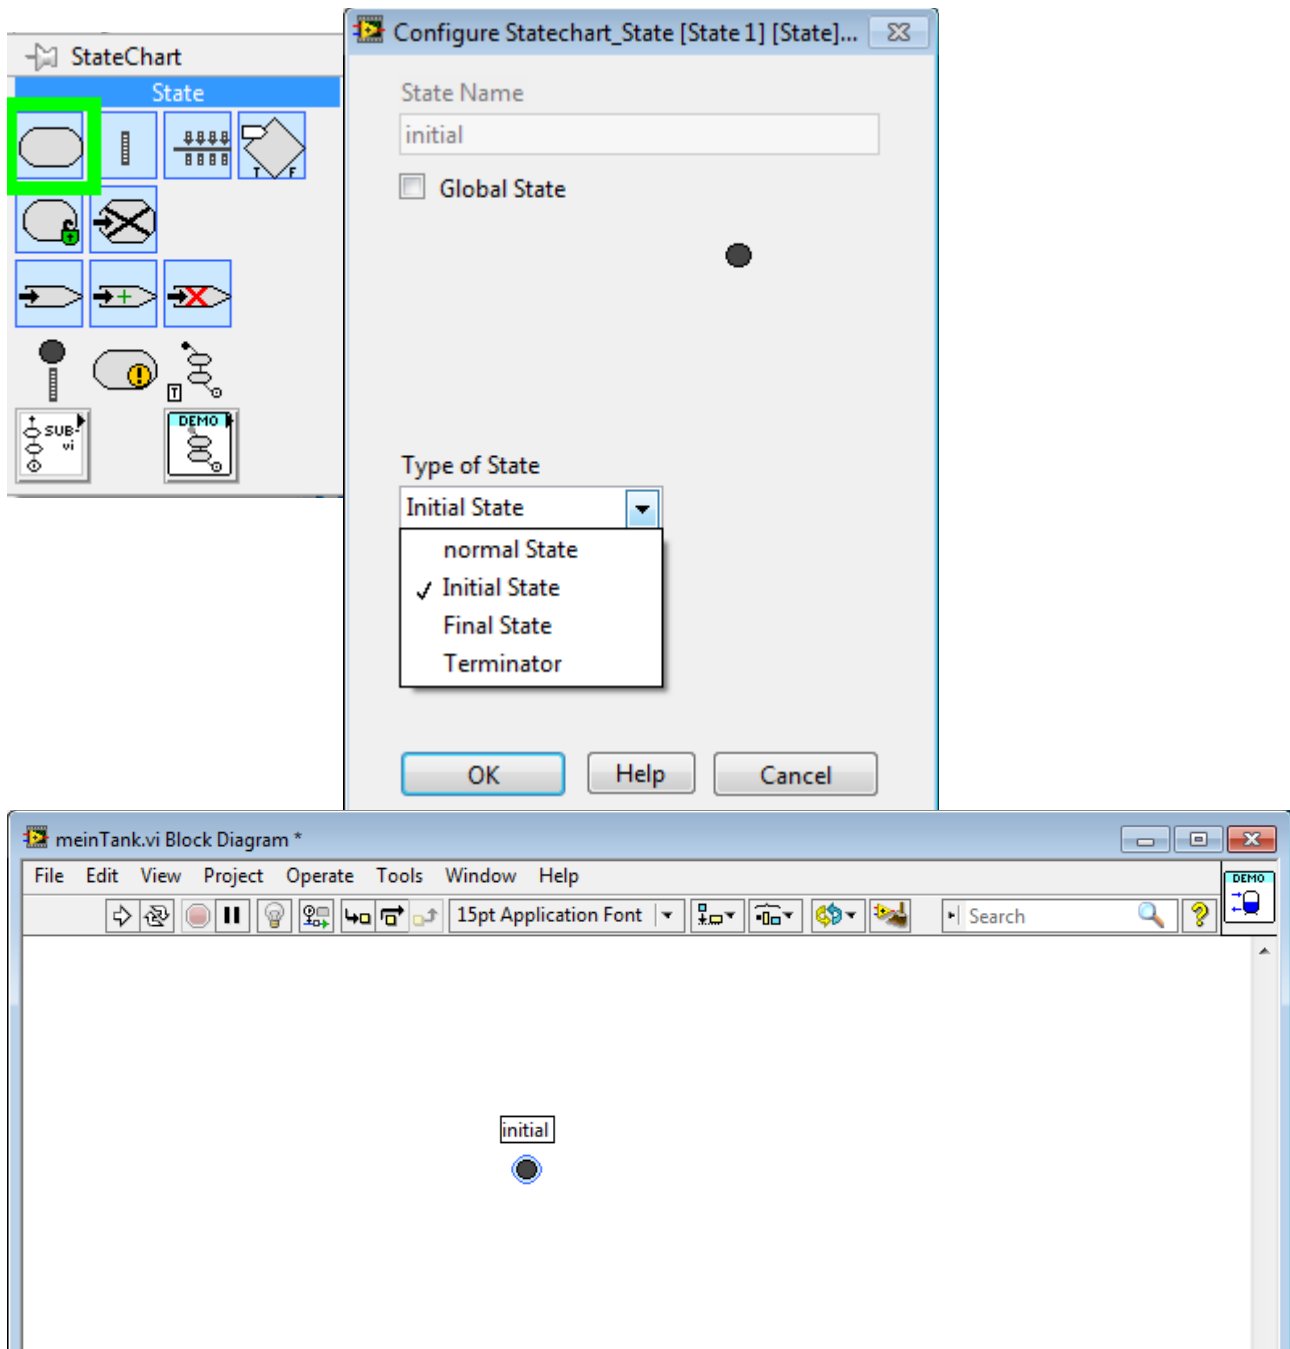 StateChart
State
T F
T
SUB
vi
DEMO
Configure Statechart_State [State 1] [State]...
State Name
initial
Global State
Type of State
Initial State
normal State
Initial State
Final State
Terminator
OK Help Cancel
meinTank.vi Block Diagram *
File Edit View Project Operate Tools Window Help
DEMO
15pt Application Font
Search
initial